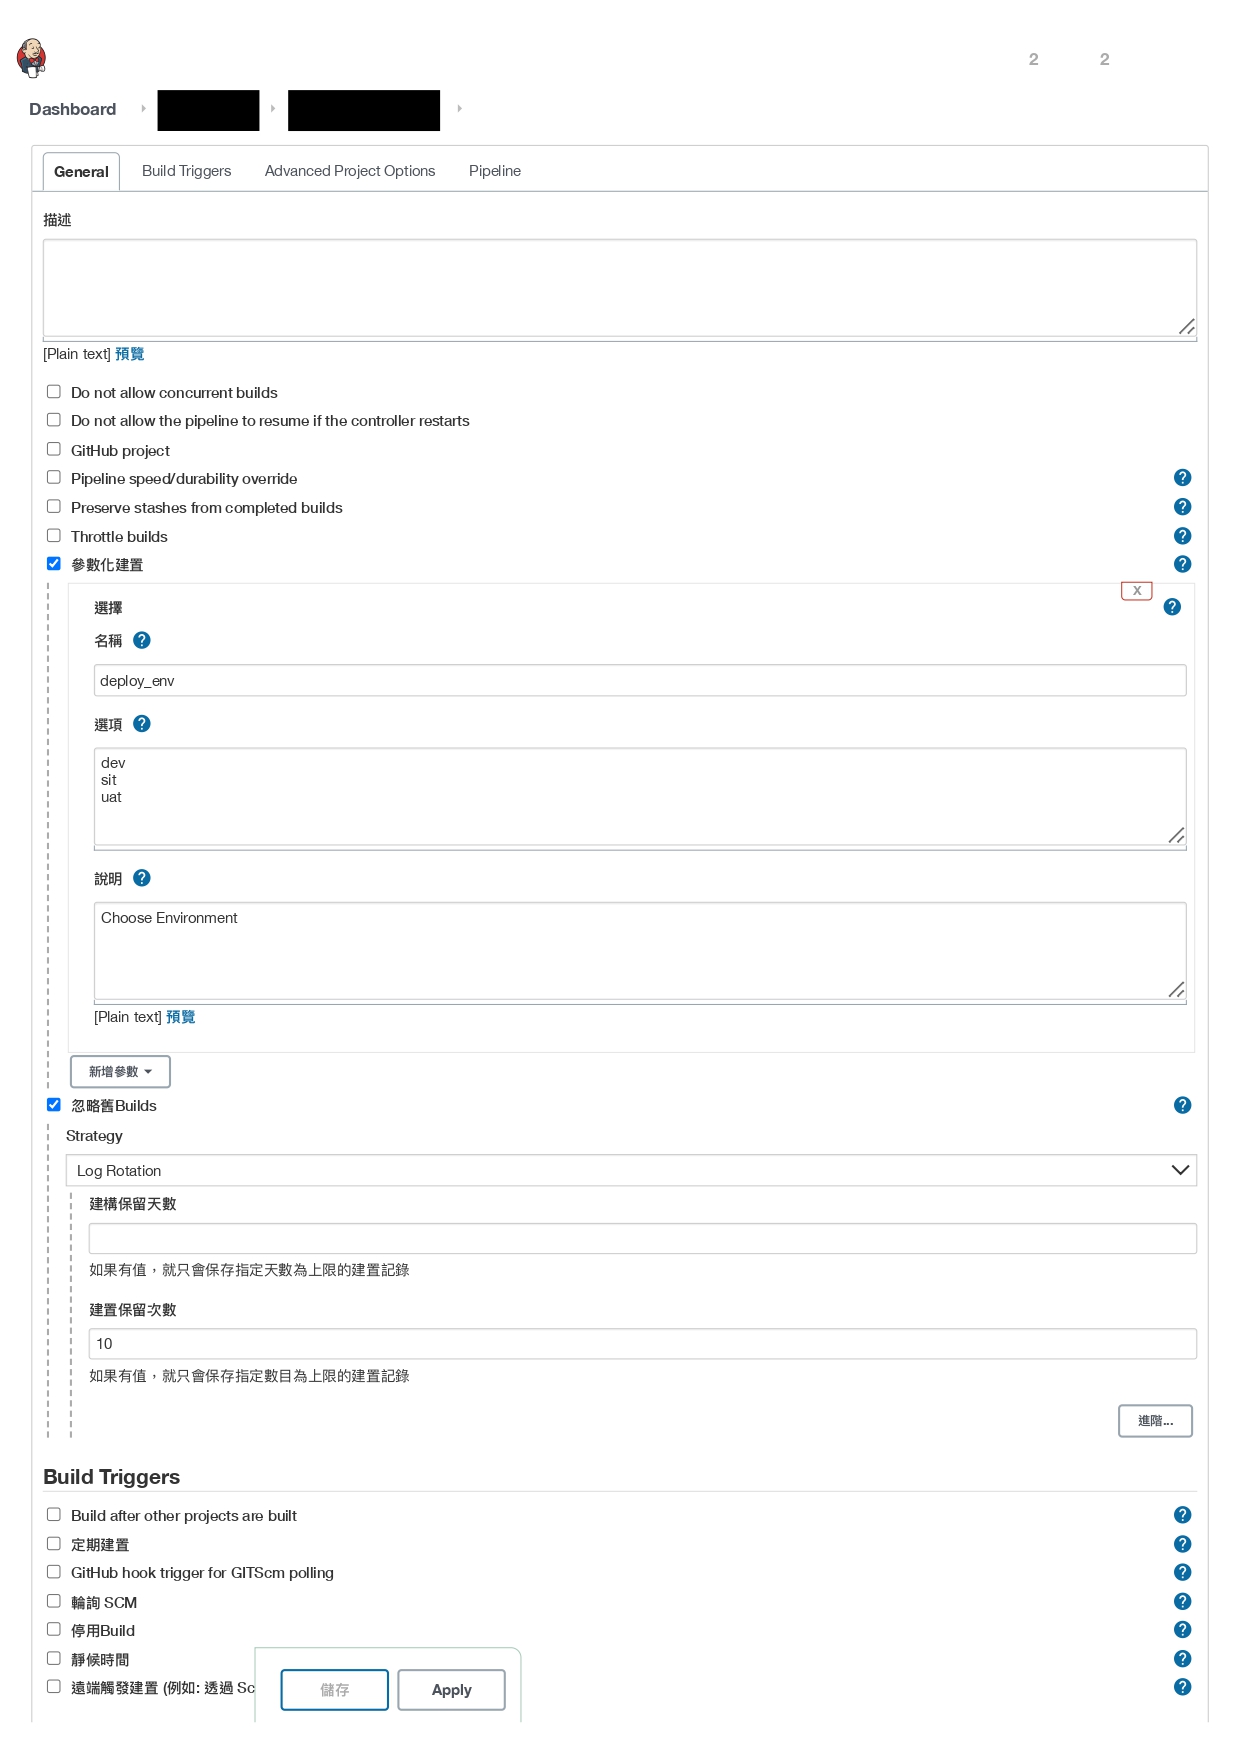 2 2
Dashboard
General Build Triggers Advanced Project Options Pipeline
描述
[Plain text] 預覽
Do not allow concurrent builds
Do not allow the pipeline to resume if the controller restarts
GitHub project
Pipeline speed/durability override ?
Preserve stashes from completed builds ?
Throttle builds ?
參數化建置 ?
X
選擇 ?
名稱 ?
deploy_env
選項 ?
dev
sit
uat
說明 ?
Choose Environment
[Plain text] 預覽
新增參數
忽略舊Builds ?
Strategy
Log Rotation
建構保留天數
如果有值，就只會保存指定天數為上限的建置記錄
建置保留次數
10
如果有值，就只會保存指定數目為上限的建置記錄
進階...
Build Triggers
Build after other projects are built ?
定期建置 ?
GitHub hook trigger for GITScm polling ?
輪詢 SCM ?
停用Build ?
靜候時間 ?
遠端觸發建置 (例如: 透過 Sc ?
儲存 Apply